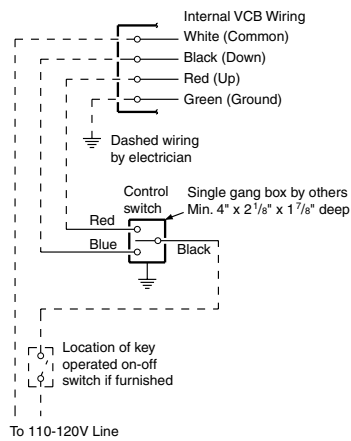 Internal VCB Wiring
White (Common)
Black (Down)
Red (Up)
Green (Ground)
Dashed wiring
by electrician
Control
switch
Single gang box by others
Min. 4" x 2 1/8" x 1 7/8" deep
Red
Blue
Black
Location of key
operated on-off
switch if furnished
To 110-120V Line